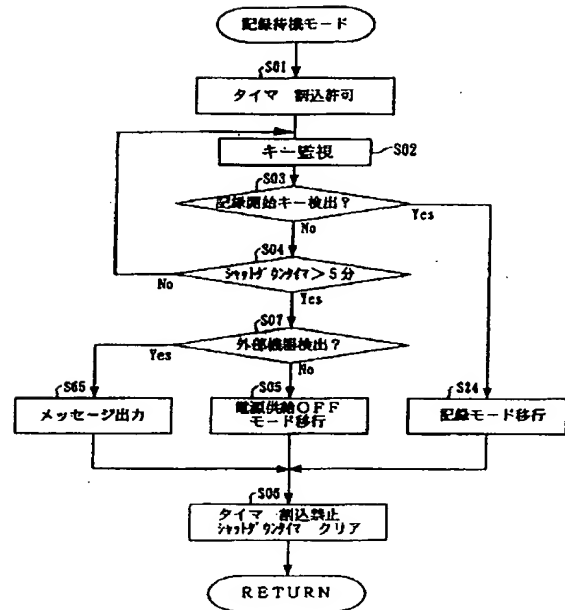 記録待機モード
S01
タイマ 割込許可
キー監視
S02
S03
記録開始キー検出？
Yes
No
S04
ｼｬｯﾄﾀﾞｳﾝﾀｲﾏ＞５分
No
Yes
S07
外部機器検出？
Yes
No
S65
メッセージ出力
S05
電源供給ＯＦＦ
モード移行
S24
記録モード移行
S06
タイマ 割込禁止
ｼｬｯﾄﾀﾞｳﾝﾀｲﾏ クリア
ＲＥＴＵＲＮ